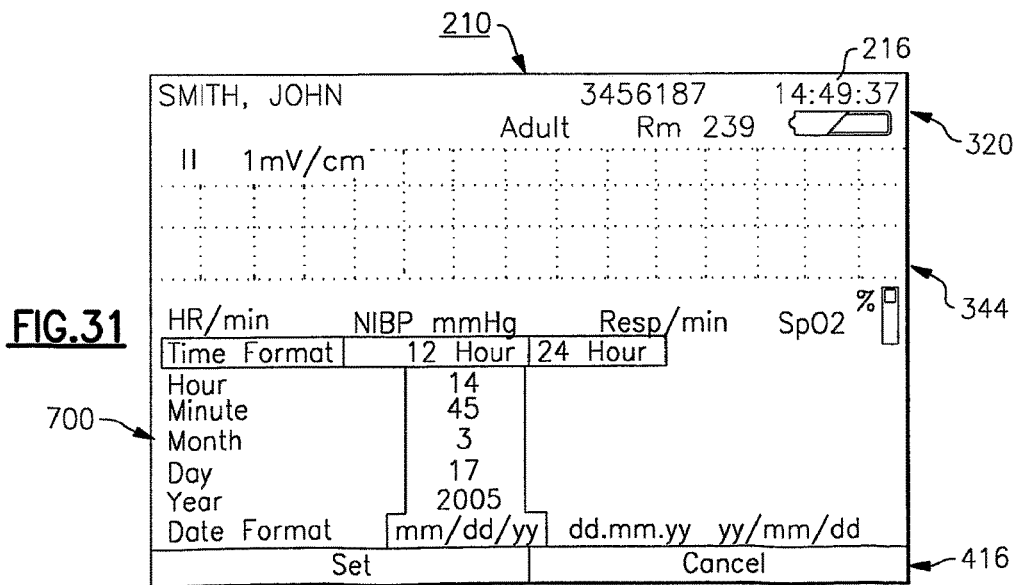 210
216
SMITH, JOHN 3456187 14:49:37
Adult Rm 239
320
II 1mV/cm
344
FIG.31
%
HR/min NIBP mmHg Resp/min SpO2
Time Format 12 Hour 24 Hour
Hour 14
Minute 45
700
Month 3
Day 17
Year 2005
Date Format mm/dd/yy dd.mm.yy yy/mm/dd
Set Cancel
416